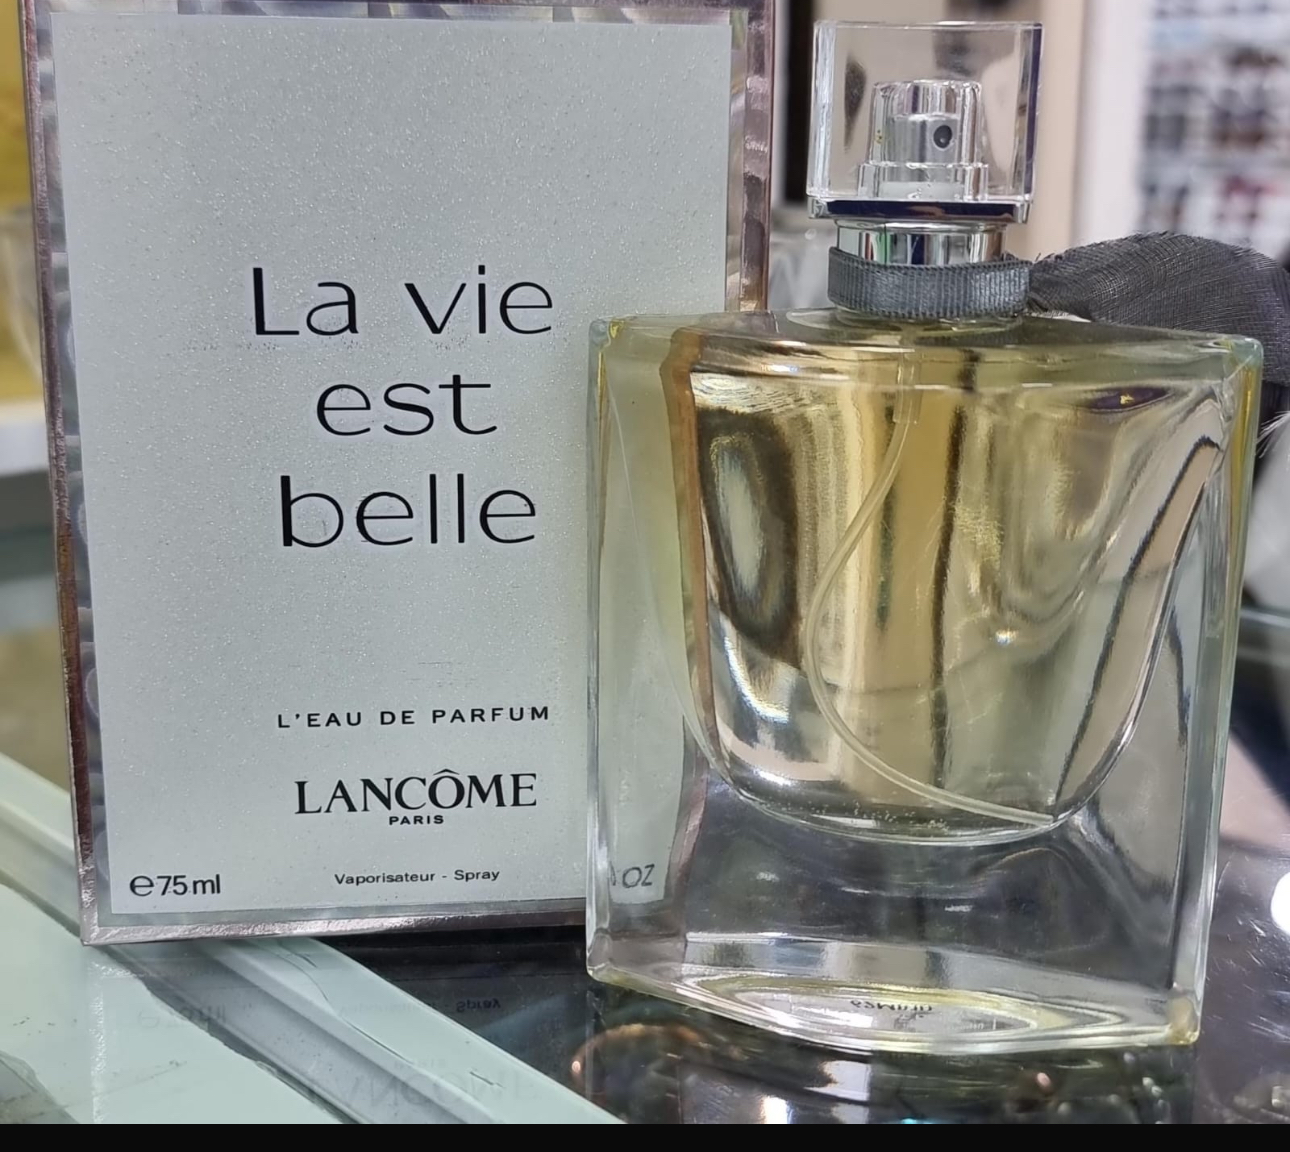 La vie
est
belle
L'EAU DE PARFUM
LANCÔME
PARIS
℮75ml
Vaporisateur - Spray
OZ